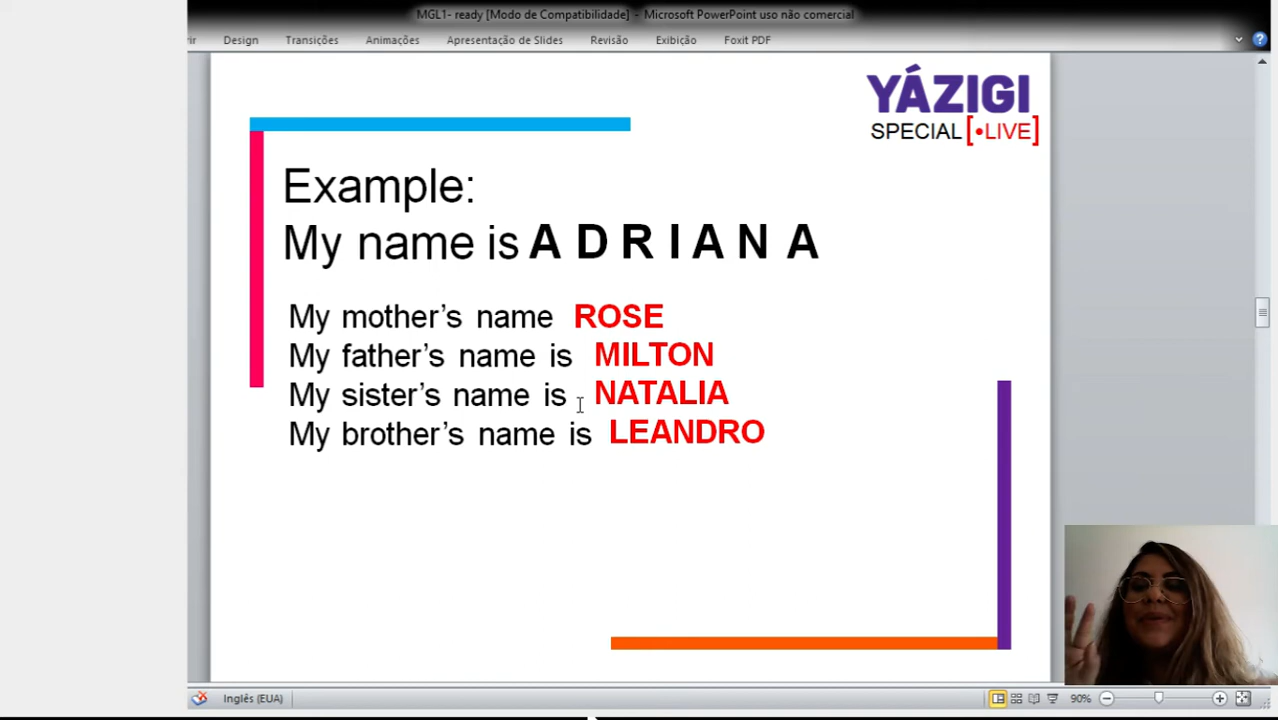 MGL1- ready [Modo de Compatibilidade] - Microsoft PowerPoint uso não comercial
Design Transições Animações Apresentação de Slides Revisão Exibição Foxit PDF
YÁZIGI
SPECIAL [•LIVE]
Example:
My name is A D R I A N A
My mother's name ROSE
My father's name is MILTON
My sister's name is NATALIA
My brother's name is LEANDRO
Inglês (EUA) 90%